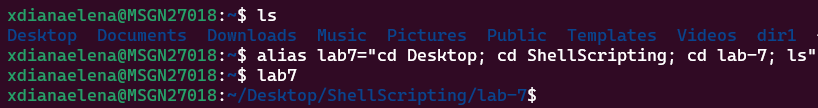 xdianaelena@MSGN27018:~$ ls
Desktop  Documents  Downloads  Music  Pictures  Public  Templates  Videos  dir1
xdianaelena@MSGN27018:~$ alias lab7="cd Desktop; cd ShellScripting; cd lab-7; ls"
xdianaelena@MSGN27018:~$ lab7
xdianaelena@MSGN27018:~/Desktop/ShellScripting/lab-7$